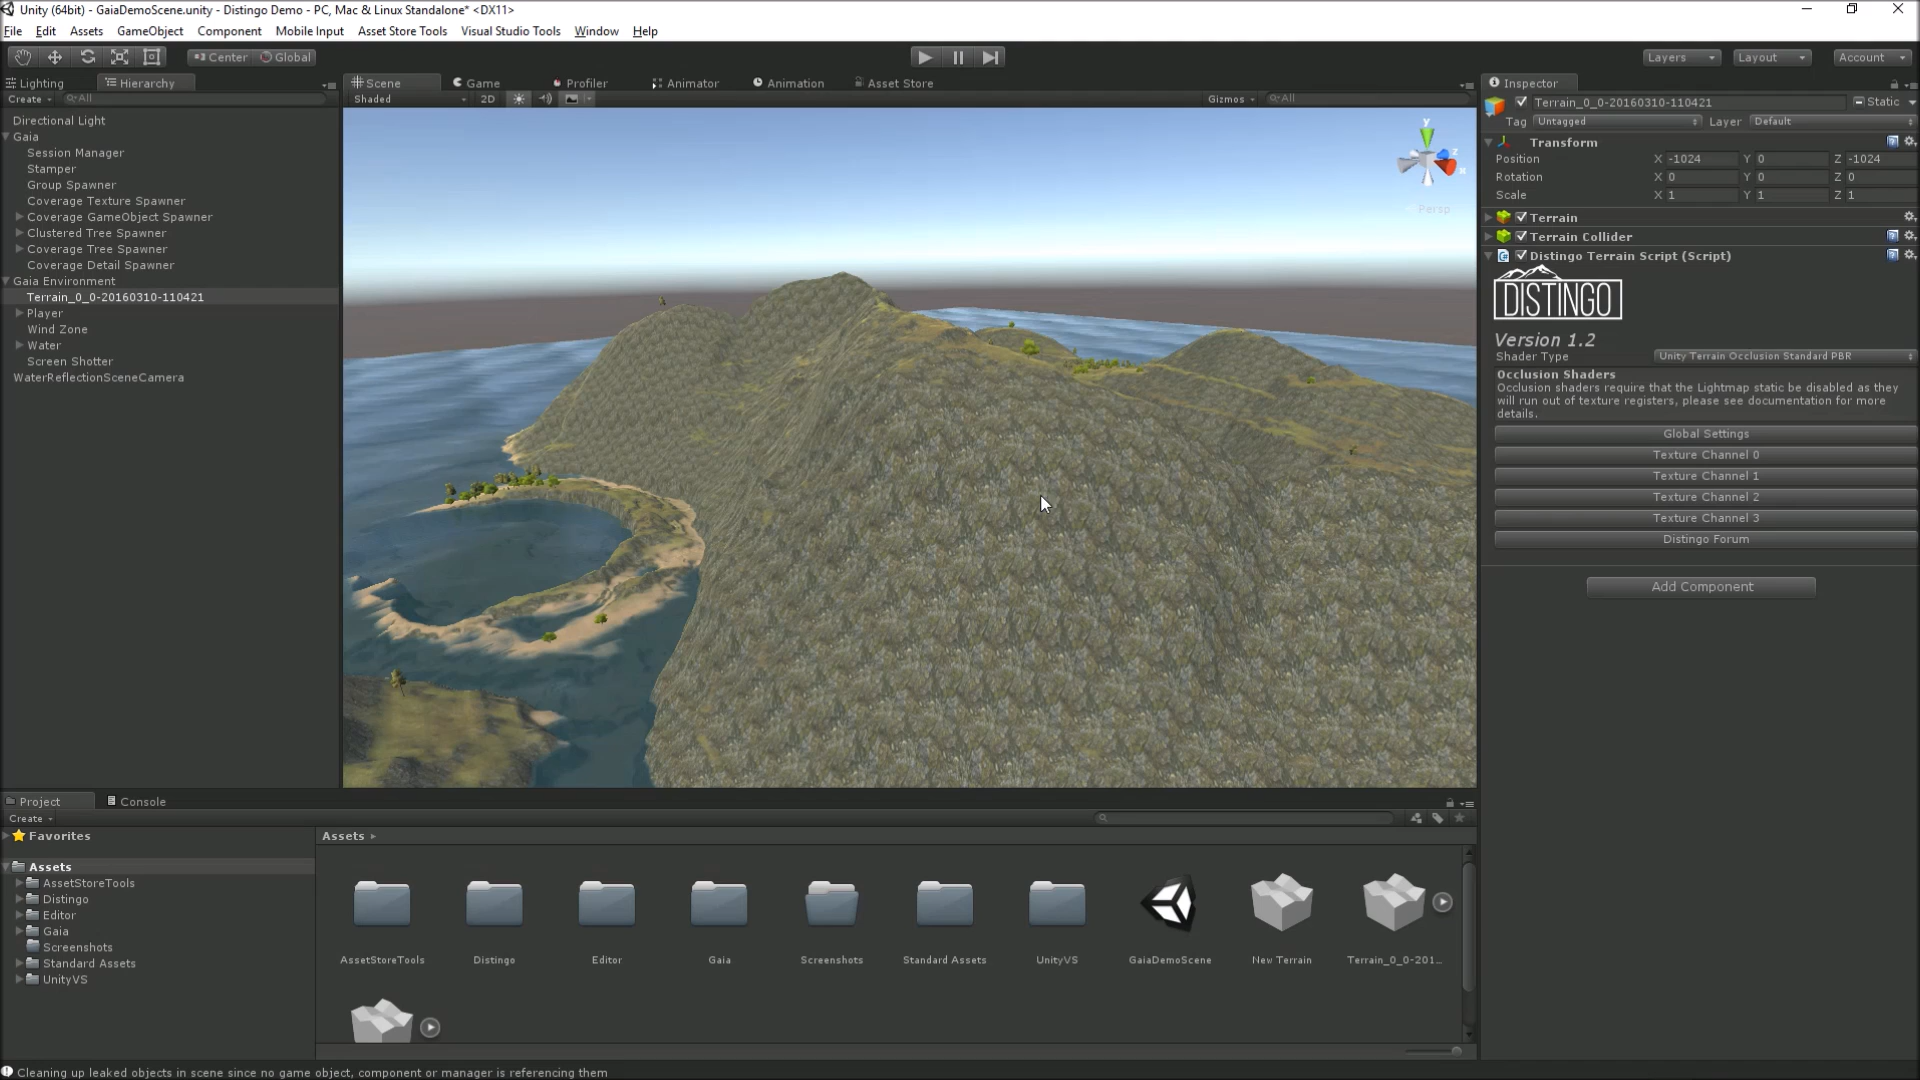 Unity (64bit) - GaiaDemoScene.unity - Distingo Demo - PC, Mac & Linux Standalone* <DX11>
File Edit Assets GameObject Component Mobile Input Asset Store Tools Visual Studio Tools Window Help
Center Global
Layers Layout Account
Lighting Hierarchy
Create All
Directional Light
Gaia
Session Manager
Stamper
Group Spawner
Coverage Texture Spawner
Coverage GameObject Spawner
Clustered Tree Spawner
Coverage Tree Spawner
Coverage Detail Spawner
Gaia Environment
Terrain_0_0-20160310-110421
Player
Wind Zone
Water
Screen Shotter
WaterReflectionSceneCamera
Scene Game Profiler Animator Animation Asset Store
Shaded 2D Gizmos All
y
z
x
Persp
Inspector
Terrain_0_0-20160310-110421 Static
Tag Untagged Layer Default
Transform
Position X -1024 Y 0 Z -1024
Rotation X 0 Y 0 Z 0
Scale X 1 Y 1 Z 1
Terrain
Terrain Collider
Distingo Terrain Script (Script)
DISTINGO
Version 1.2
Shader Type Unity Terrain Occlusion Standard PBR
Occlusion Shaders
Occlusion shaders require that the Lightmap static be disabled as they
will run out of texture registers, please see documentation for more
details.
Global Settings
Texture Channel 0
Texture Channel 1
Texture Channel 2
Texture Channel 3
Distingo Forum
Add Component
Project Console
Create
Favorites
Assets
AssetStoreTools
Distingo
Editor
Gaia
Screenshots
Standard Assets
UnityVS
Assets
AssetStoreTools Distingo Editor Gaia Screenshots Standard Assets UnityVS GaiaDemoScene New Terrain Terrain_0_0-201...
Cleaning up leaked objects in scene since no game object, component or manager is referencing them